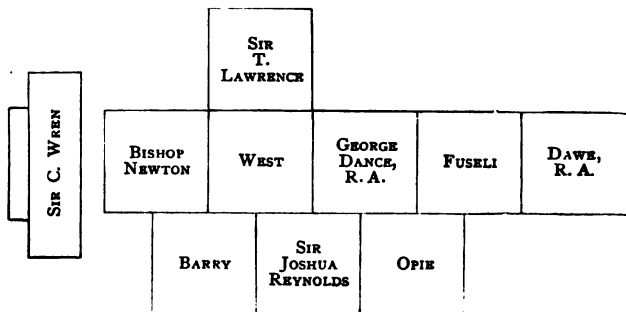 SIR
T.
LAWRENCE
SIR C. WREN
BISHOP
NEWTON
WEST
GEORGE
DANCE,
R. A.
FUSELI
DAWE,
R. A.
BARRY
SIR
JOSHUA
REYNOLDS
OPIE